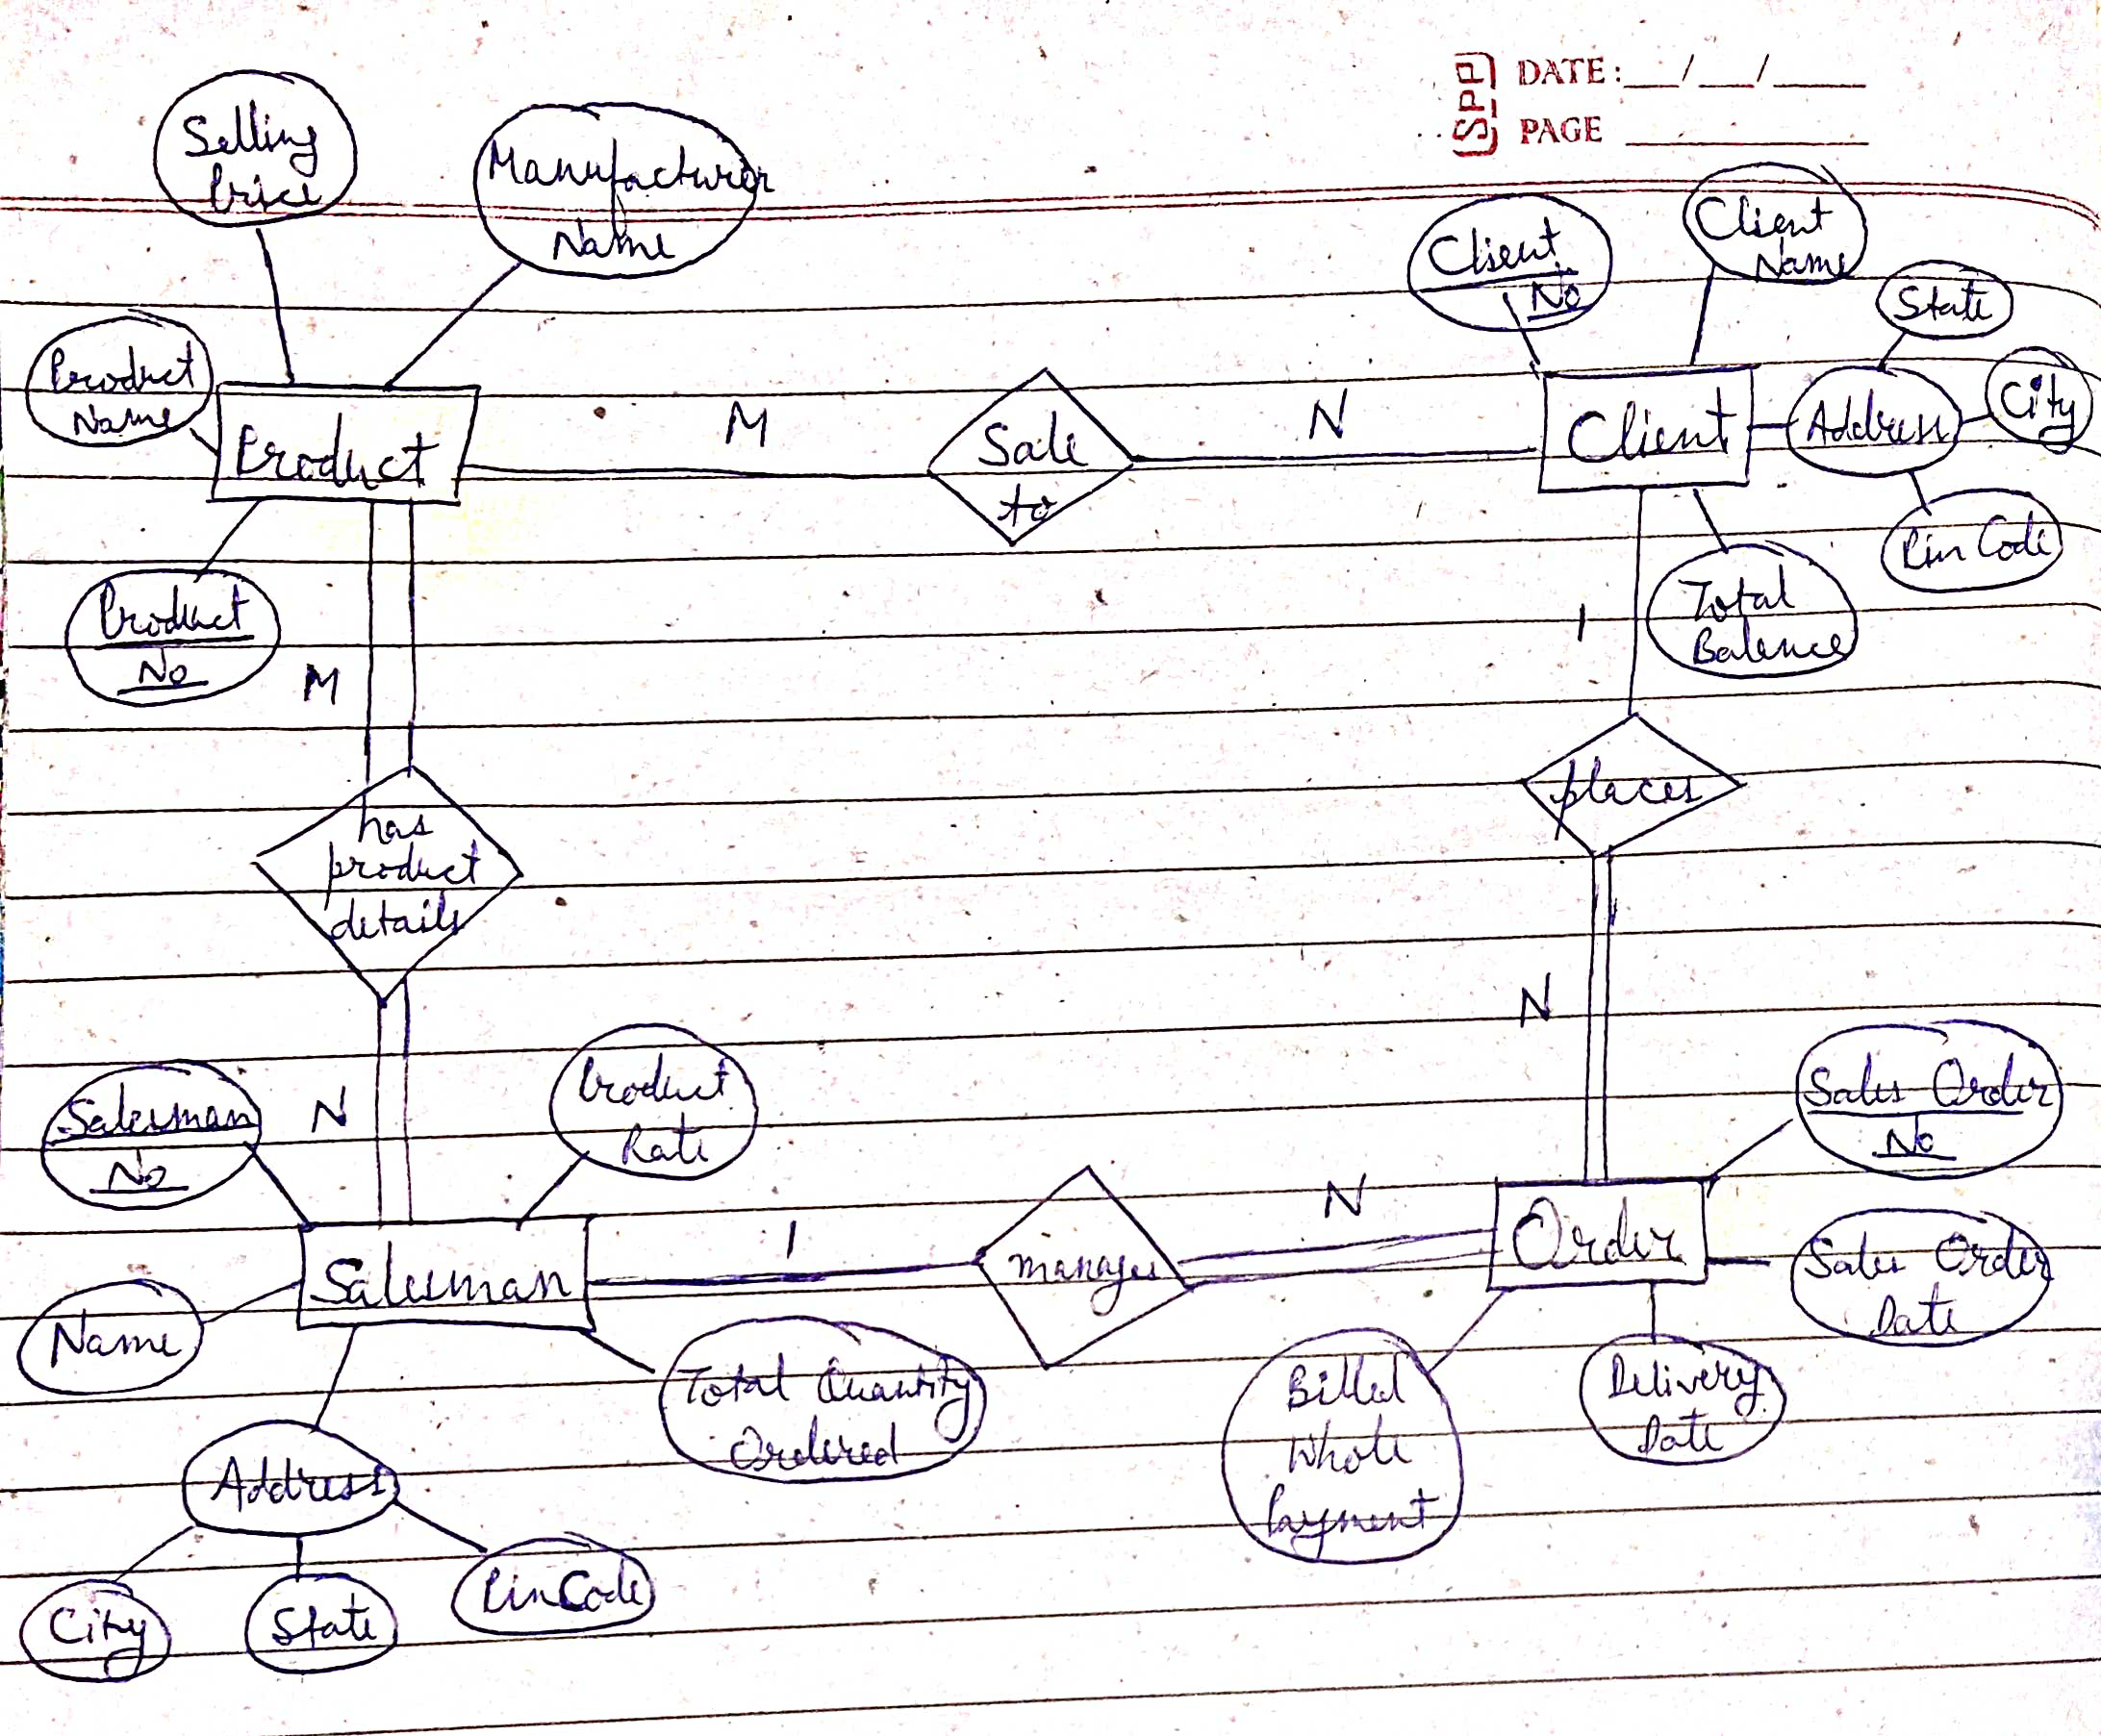 SPP
DATE: __/__/____
PAGE
Selling
Price
Manufacturer
Name
Client
No
Client
Name
State
City
Address
Pin Code
Product
Name
Product
M
Sale
to
N
Client
Product
No
M
1
Total
Balance
has
product
details
places
N
Salesman
No
N
Product
Rate
Sales Order
No
Salesman
1
manages
N
Order
Sales Order
Date
Name
Total Quantity
Ordered
Billed
Whole
Payment
Delivery
Date
Address
City
State
PinCode